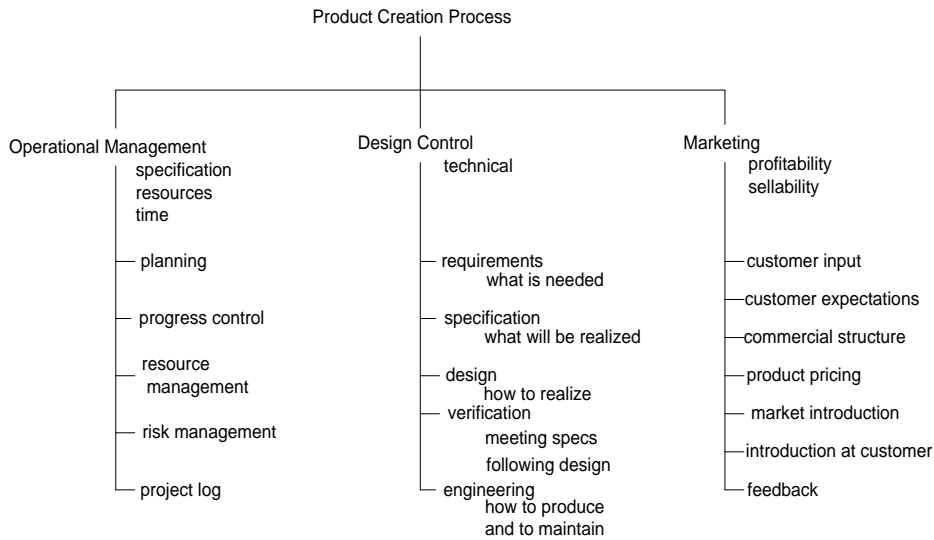 Product Creation Process
Operational Management
specification
resources
time
planning
progress control
resource
management
risk management
project log
Design Control
technical
requirements
what is needed
specification
what will be realized
design
how to realize
verification
meeting specs
following design
engineering
how to produce
and to maintain
Marketing
profitability
sellability
customer input
customer expectations
commercial structure
product pricing
market introduction
introduction at customer
feedback